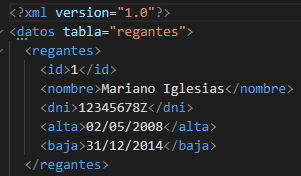 <?xml version="1.0"?>
<datos tabla="regantes">
<regantes>
<id>1</id>
<nombre>Mariano Iglesias</nombre>
<dni>12345678Z</dni>
<alta>02/05/2008</alta>
<baja>31/12/2014</baja>
</regantes>